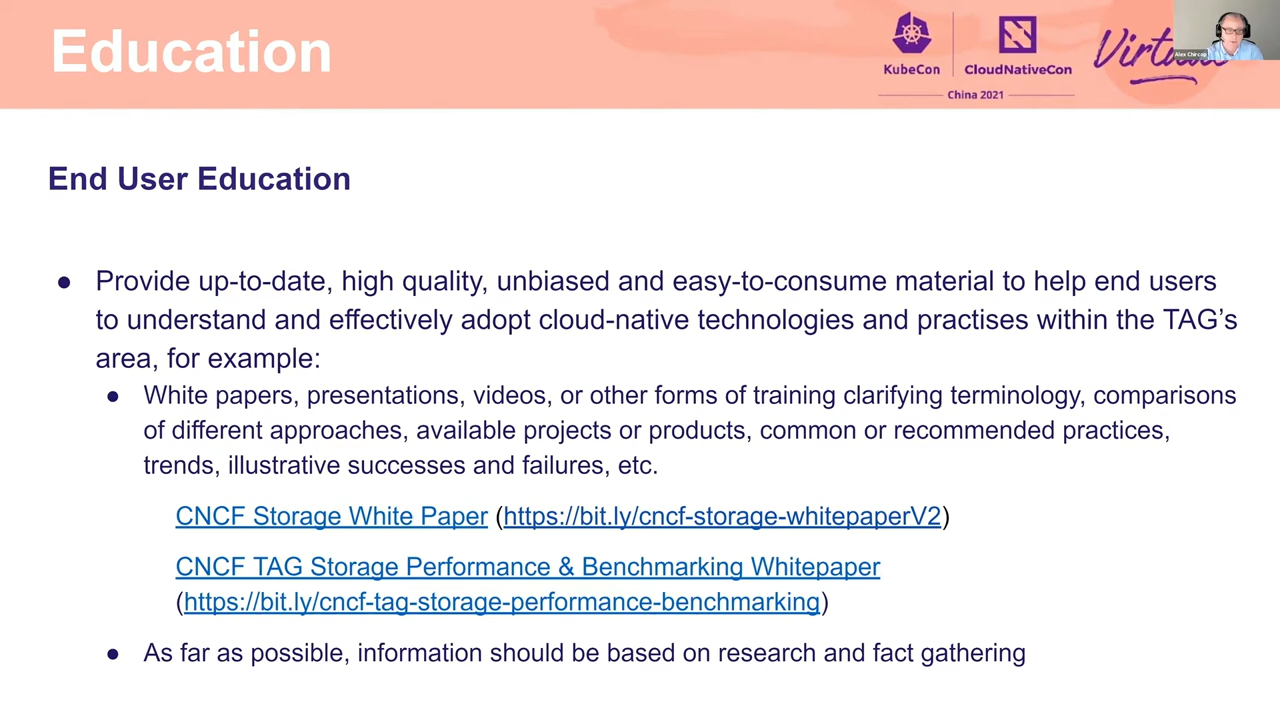 Education
KubeCon
CloudNativeCon
China 2021
Virtual
Alex Chircop
End User Education
● Provide up-to-date, high quality, unbiased and easy-to-consume material to help end users
to understand and effectively adopt cloud-native technologies and practises within the TAG’s
area, for example:
● White papers, presentations, videos, or other forms of training clarifying terminology, comparisons
of different approaches, available projects or products, common or recommended practices,
trends, illustrative successes and failures, etc.
CNCF Storage White Paper (https://bit.ly/cncf-storage-whitepaperV2)
CNCF TAG Storage Performance & Benchmarking Whitepaper
(https://bit.ly/cncf-tag-storage-performance-benchmarking)
● As far as possible, information should be based on research and fact gathering